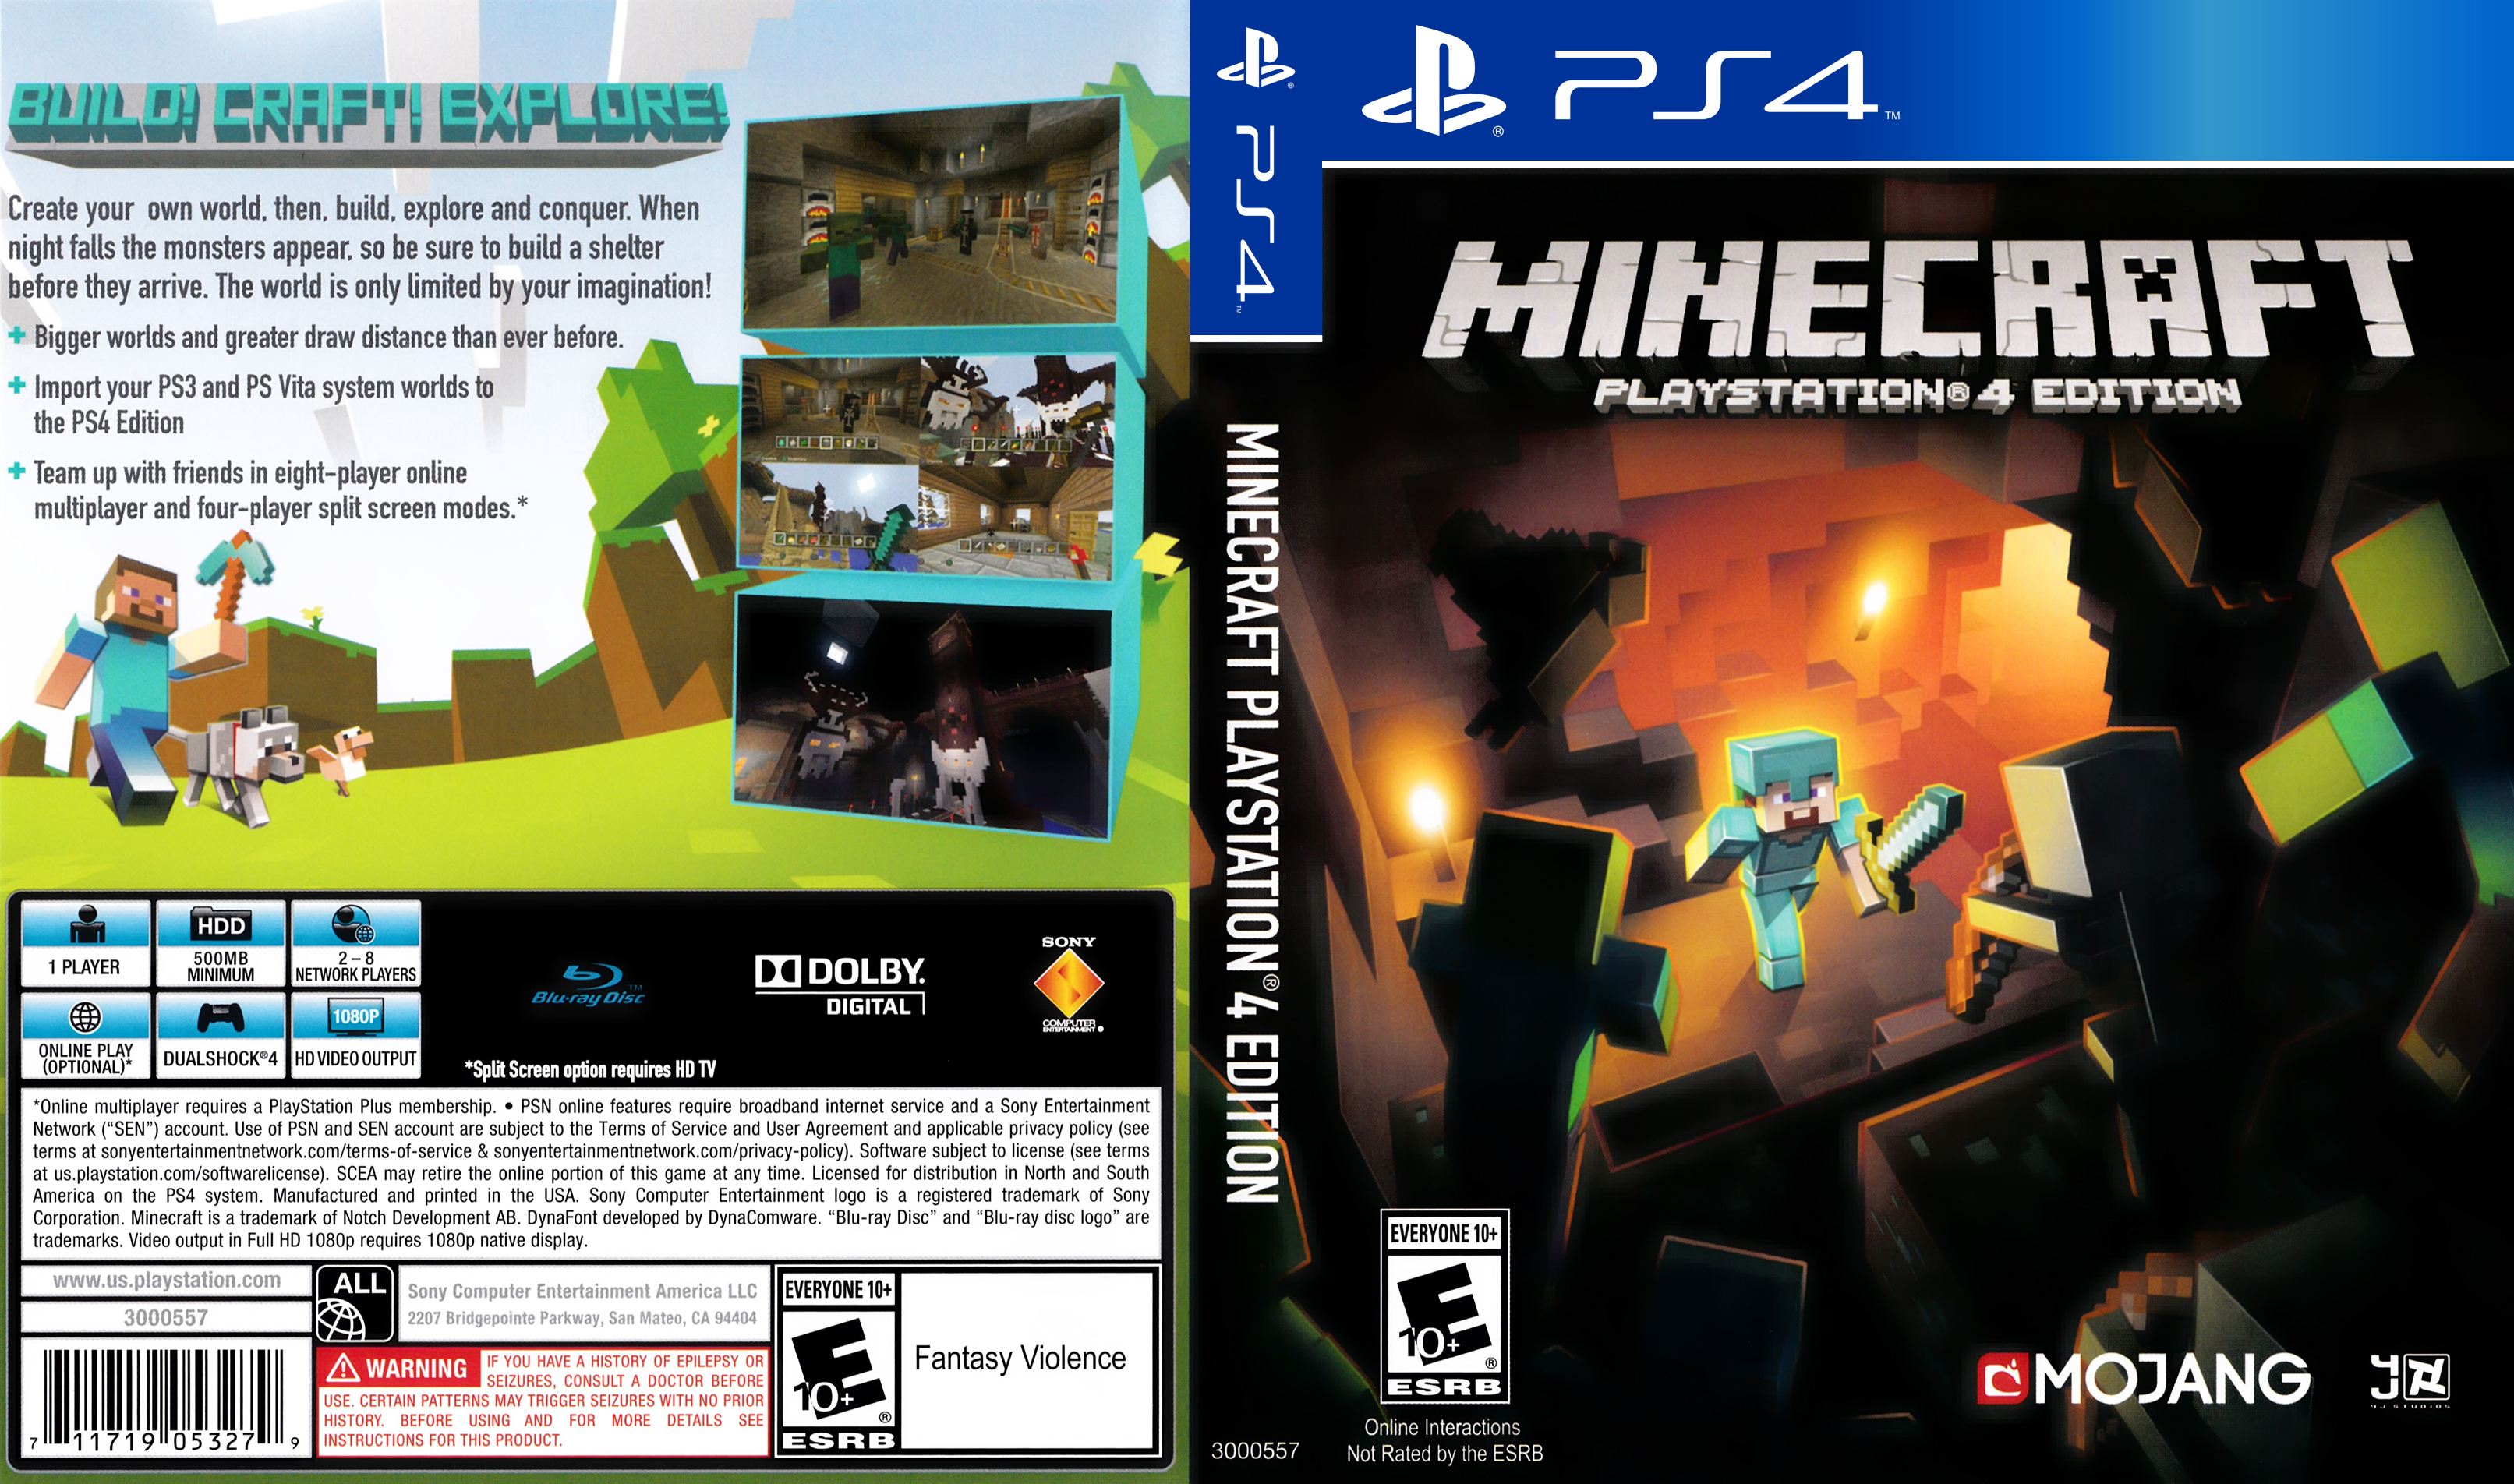 BUILD! CRAFT! EXPLORE!
Create your own world, then, build, explore and conquer. When
night falls the monsters appear, so be sure to build a shelter
before they arrive. The world is only limited by your imagination!
+ Bigger worlds and greater draw distance than ever before.
+ Import your PS3 and PS Vita system worlds to
the PS4 Edition
+ Team up with friends in eight-player online
multiplayer and four-player split screen modes.*
1 PLAYER
HDD
500MB
MINIMUM
2 – 8
NETWORK PLAYERS
ONLINE PLAY
(OPTIONAL)*
DUALSHOCK®4
1080P
HD VIDEO OUTPUT
Blu-ray Disc™
DOLBY.
DIGITAL
SONY
COMPUTER
ENTERTAINMENT®
*Split Screen option requires HD TV
*Online multiplayer requires a PlayStation Plus membership. • PSN online features require broadband internet service and a Sony Entertainment
Network (“SEN”) account. Use of PSN and SEN account are subject to the Terms of Service and User Agreement and applicable privacy policy (see
terms at sonyentertainmentnetwork.com/terms-of-service & sonyentertainmentnetwork.com/privacy-policy). Software subject to license (see terms
at us.playstation.com/softwarelicense). SCEA may retire the online portion of this game at any time. Licensed for distribution in North and South
America on the PS4 system. Manufactured and printed in the USA. Sony Computer Entertainment logo is a registered trademark of Sony
Corporation. Minecraft is a trademark of Notch Development AB. DynaFont developed by DynaComware. “Blu-ray Disc” and “Blu-ray disc logo” are
trademarks. Video output in Full HD 1080p requires 1080p native display.
www.us.playstation.com
3000557
7 11719 05327 9
ALL
Sony Computer Entertainment America LLC
2207 Bridgepointe Parkway, San Mateo, CA 94404
WARNING
IF YOU HAVE A HISTORY OF EPILEPSY OR
SEIZURES, CONSULT A DOCTOR BEFORE
USE. CERTAIN PATTERNS MAY TRIGGER SEIZURES WITH NO PRIOR
HISTORY. BEFORE USING AND FOR MORE DETAILS SEE
INSTRUCTIONS FOR THIS PRODUCT.
EVERYONE 10+
E
10+
®
ESRB
Fantasy Violence
®
PS4™
MINECRAFT PLAYSTATION®4 EDITION
3000557
®
PS4™
MINECRAFT
PLAYSTATION®4 EDITION
EVERYONE 10+
E
10+
®
ESRB
Online Interactions
Not Rated by the ESRB
MOJANG
4J
4J STUDIOS